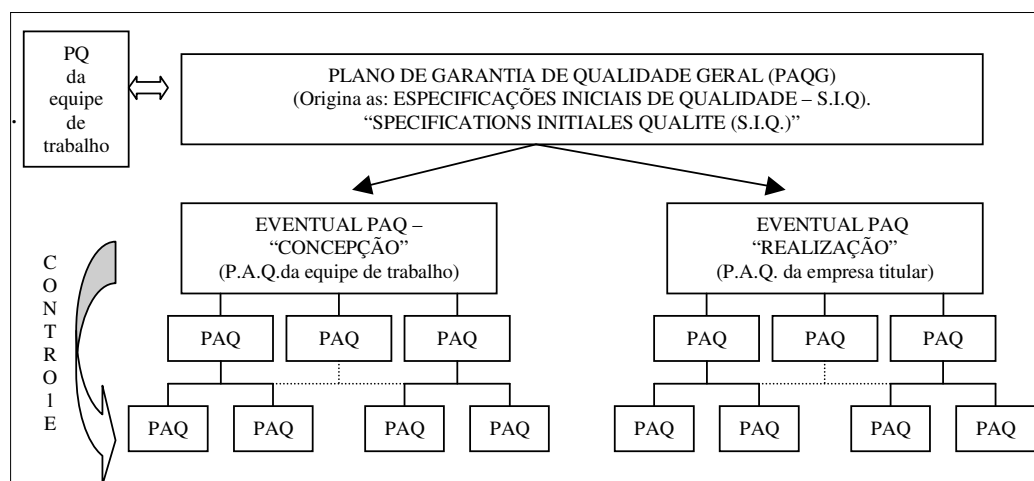 PQ
da
equipe
de
trabalho
PLANO DE GARANTIA DE QUALIDADE GERAL (PAQG)
(Origina as: ESPECIFICAÇÕES INICIAIS DE QUALIDADE – S.I.Q).
“SPECIFICATIONS INITIALES QUALITE (S.I.Q.)”
.
EVENTUAL PAQ –
“CONCEPÇÃO”
(P.A.Q.da equipe de trabalho)
EVENTUAL PAQ
“REALIZAÇÃO”
(P.A.Q. da empresa titular)
C
O
N
T
R
O
l
E
PAQ PAQ PAQ PAQ PAQ PAQ
PAQ PAQ PAQ PAQ PAQ PAQ PAQ PAQ